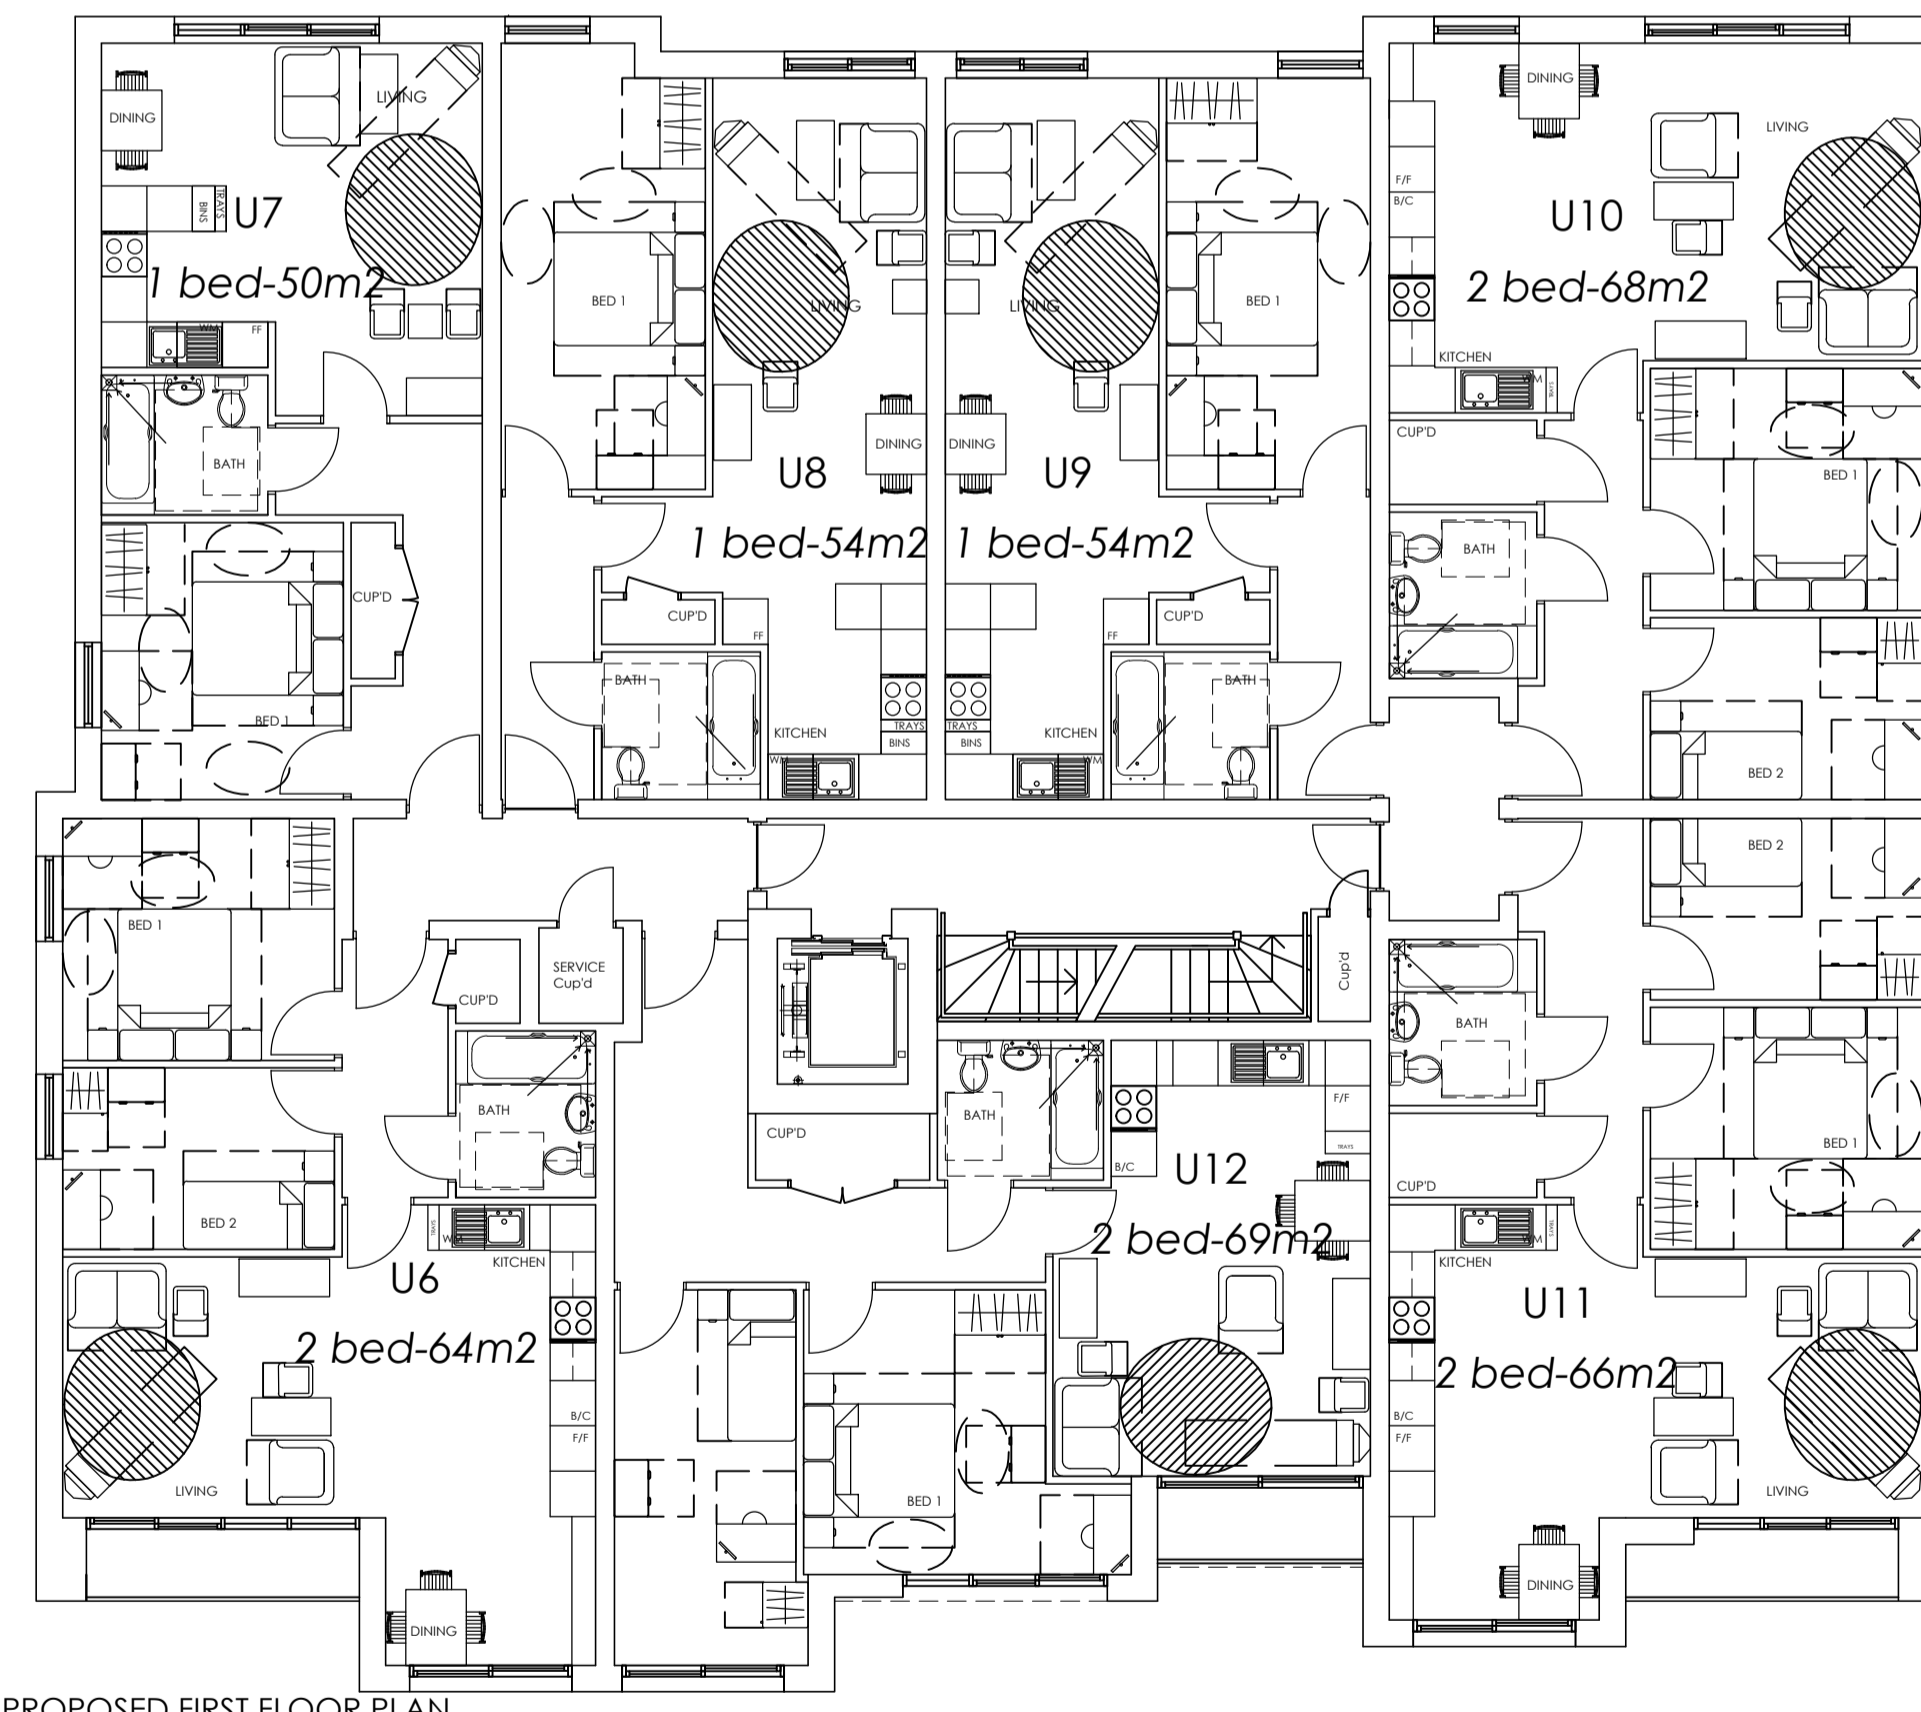 LIVING
DINING
TRAYS
BINS
U7
1 bed-50m2
WM
FF
BATH
CUP'D
BED 1
BED 1
LIVING
DINING
U8
1 bed-54m2
CUP'D
FF
BATH
KITCHEN
TRAYS
BINS
WM
LIVING
BED 1
DINING
U9
1 bed-54m2
FF
CUP'D
BATH
TRAYS
BINS
KITCHEN
WM
DINING
LIVING
F/F
B/C
U10
2 bed-68m2
KITCHEN
WM
TRAYS
CUP'D
BED 1
BATH
BED 2
BED 2
BATH
BED 1
CUP'D
TRAYS
WM
KITCHEN
U11
2 bed-66m2
B/C
F/F
LIVING
DINING
BED 1
SERVICE
Cup'd
CUP'D
BATH
BED 2
TRAYS
WM
KITCHEN
U6
2 bed-64m2
B/C
F/F
LIVING
DINING
Cup'd
CUP'D
BATH
F/F
TRAYS
B/C
U12
2 bed-69m2
BED 1
PROPOSED FIRST FLOOR PLAN